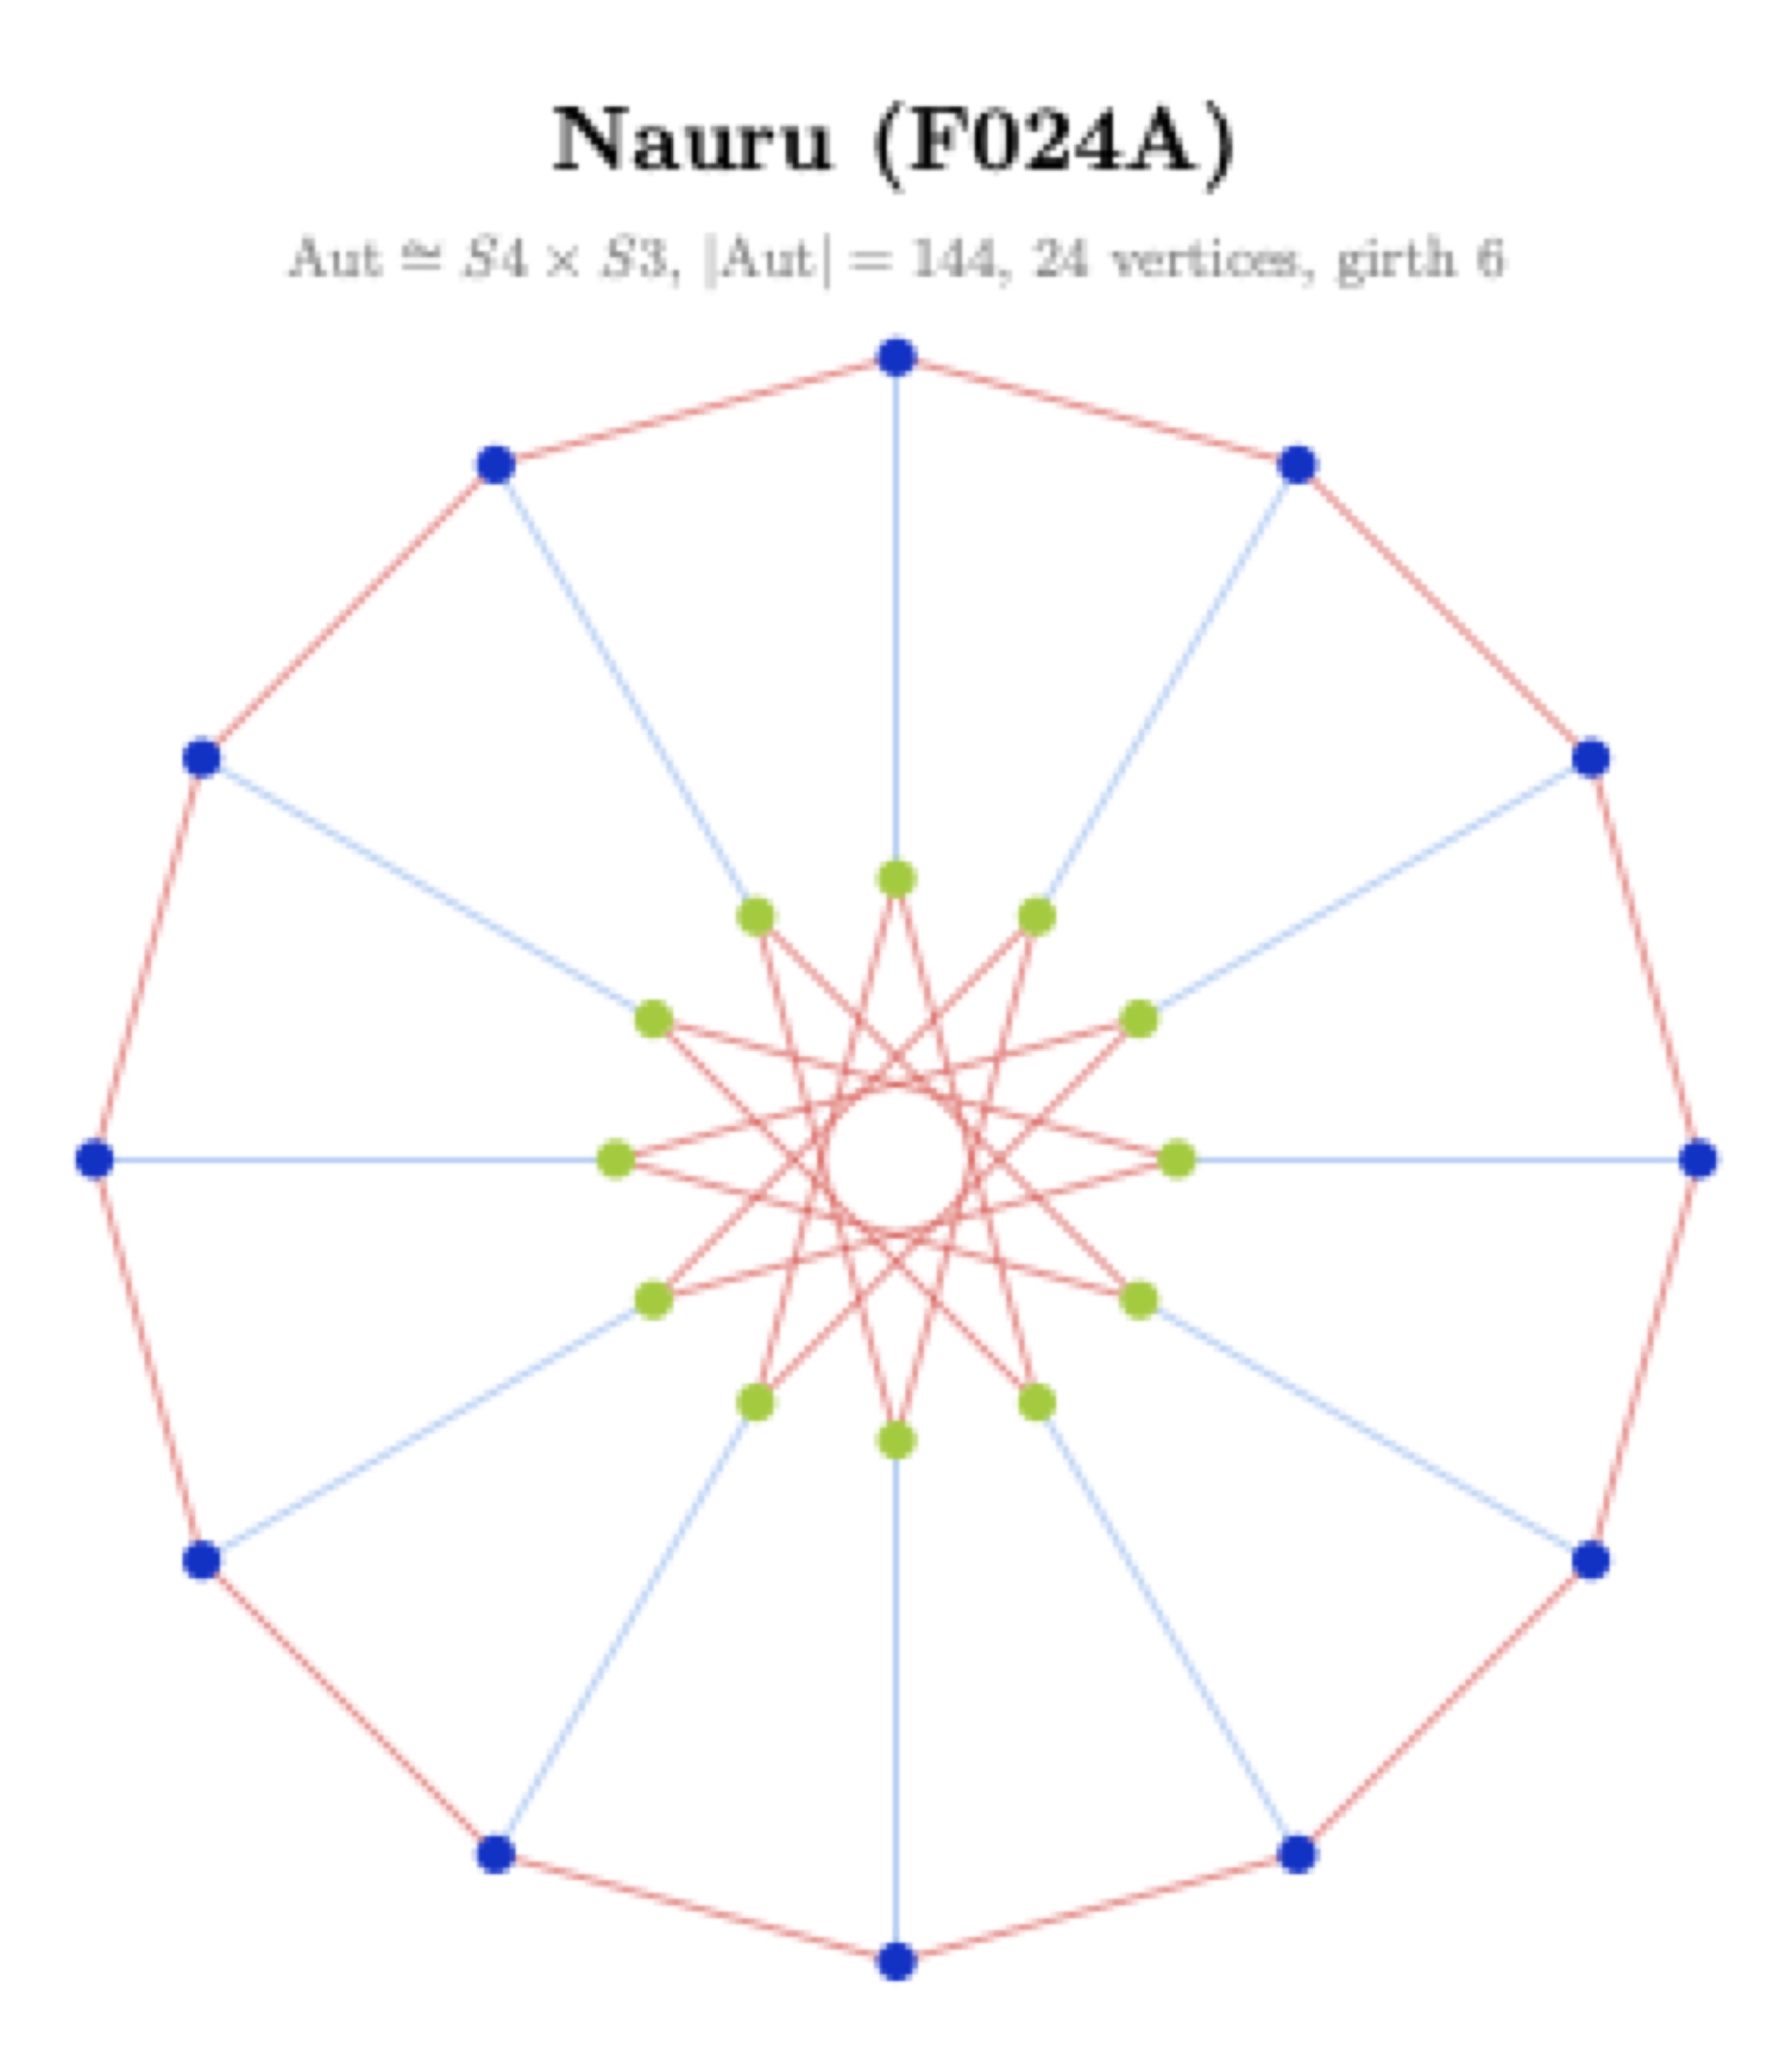 Nauru (F024A)
Aut ≅ S4 × S3, |Aut| = 144, 24 vertices, girth 6